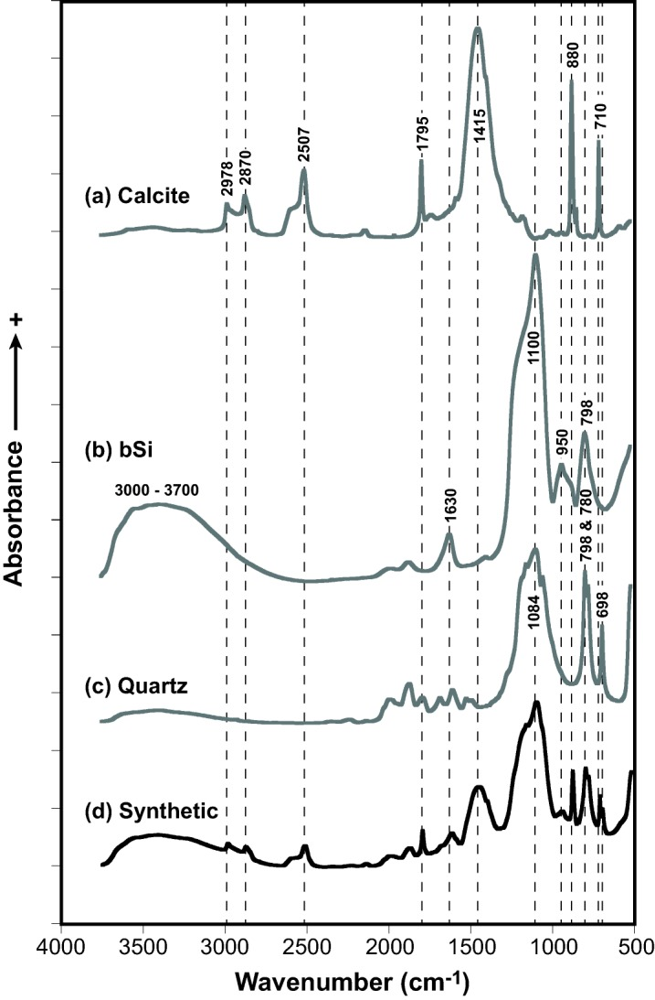 880
710
1795
1415
2507
2978
2870
(a) Calcite
Absorbance +
1100
798
950
(b) bSi
3000 - 3700
1630
798 & 780
698
1084
(c) Quartz
(d) Synthetic
4000 3500 3000 2500 2000 1500 1000 500
Wavenumber (cm-1)